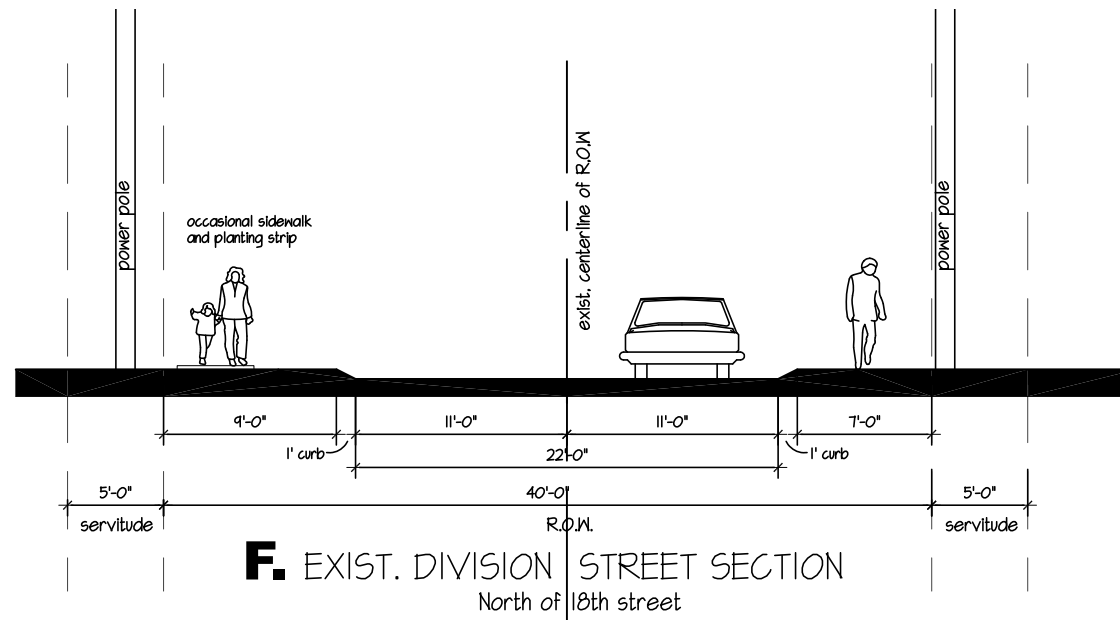 power pole
occasional sidewalk
and planting strip
exist. centerline of R.O.W
power pole
9'-0"
11'-0"
11'-0"
7'-0"
1' curb
22'-0"
1' curb
5'-0"
40'-0"
5'-0"
servitude
R.O.W.
servitude
F. EXIST. DIVISION STREET SECTION
North of 18th street